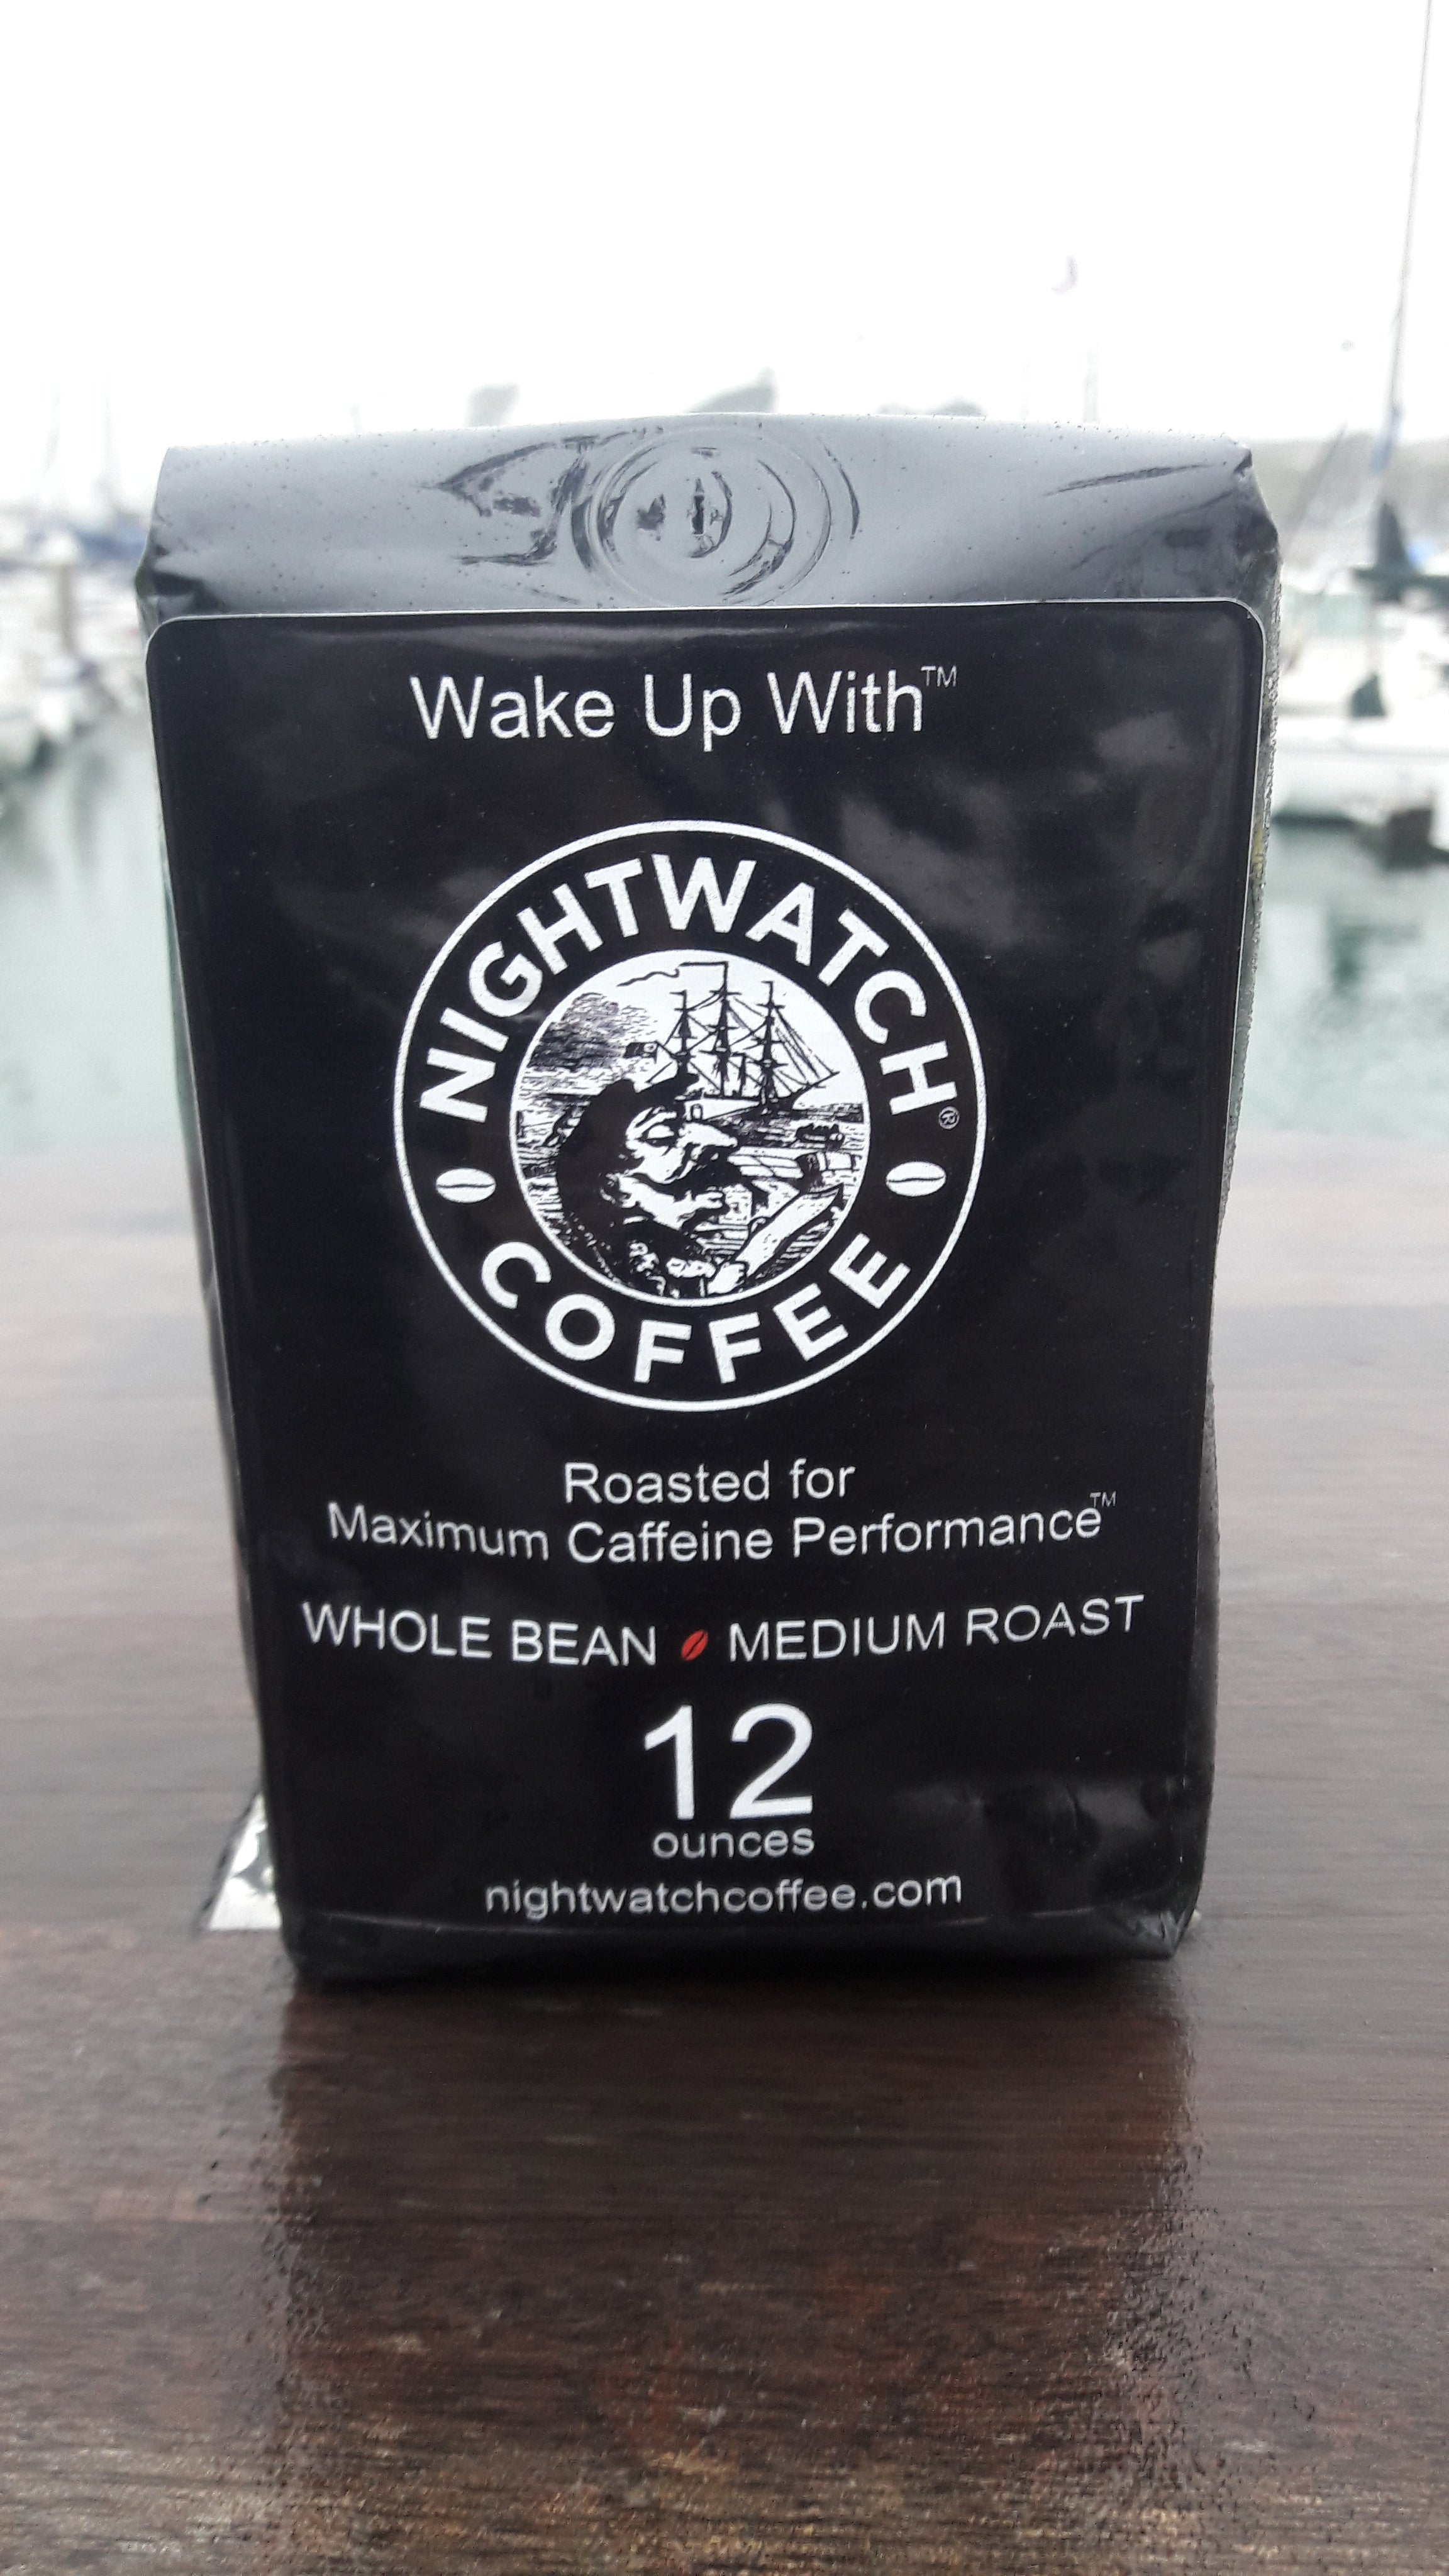 Wake Up With™
NIGHTWATCH®
COFFEE
Roasted for
Maximum Caffeine Performance™
WHOLE BEAN MEDIUM ROAST
12
ounces
nightwatchcoffee.com